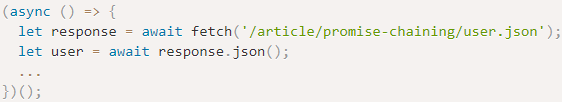 (async () => {
  let response = await fetch('/article/promise-chaining/user.json');
  let user = await response.json();
  ...
})();